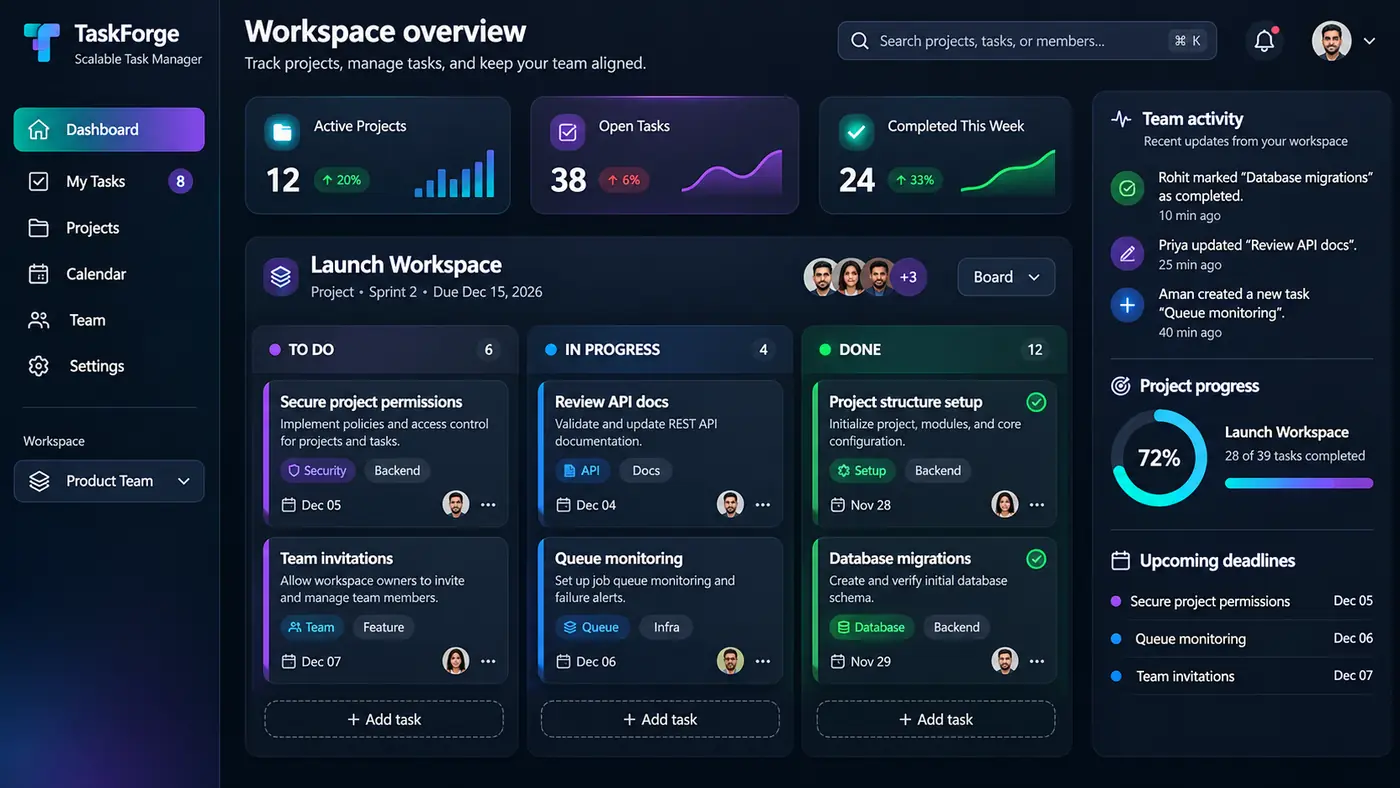 TaskForge
Scalable Task Manager
Dashboard
My Tasks 8
Projects
Calendar
Team
Settings
Workspace
Product Team
Workspace overview
Track projects, manage tasks, and keep your team aligned.
Search projects, tasks, or members... ⌘ K
Active Projects
12 ↑ 20%
Open Tasks
38 ↑ 6%
Completed This Week
24 ↑ 33%
Launch Workspace
Project • Sprint 2 • Due Dec 15, 2026
+3
Board
TO DO 6
Secure project permissions
Implement policies and access control
for projects and tasks.
Security Backend
Dec 05
Team invitations
Allow workspace owners to invite
and manage team members.
Team Feature
Dec 07
+ Add task
IN PROGRESS 4
Review API docs
Validate and update REST API
documentation.
API Docs
Dec 04
Queue monitoring
Set up job queue monitoring and
failure alerts.
Queue Infra
Dec 06
+ Add task
DONE 12
Project structure setup
Initialize project, modules, and core
configuration.
Setup Backend
Nov 28
Database migrations
Create and verify initial database
schema.
Database Backend
Nov 29
+ Add task
Team activity
Recent updates from your workspace
Rohit marked “Database migrations”
as completed.
10 min ago
Priya updated “Review API docs”.
25 min ago
Aman created a new task
“Queue monitoring”.
40 min ago
Project progress
72%
Launch Workspace
28 of 39 tasks completed
Upcoming deadlines
Secure project permissions Dec 05
Queue monitoring Dec 06
Team invitations Dec 07